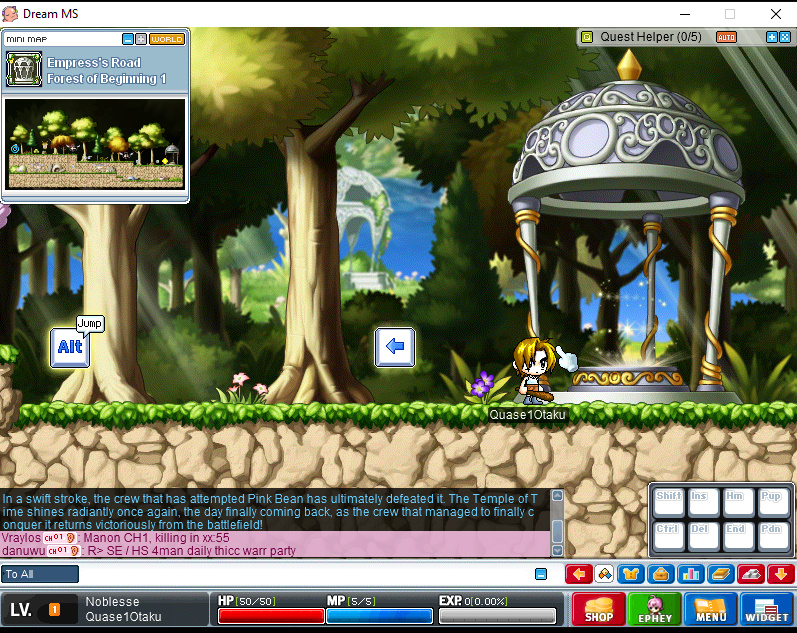 Dream MS
MINI MAP
WORLD
Empress's Road
Forest of Beginning 1
Quest Helper (0/5)
AUTO
Jump
Alt
Quase1Otaku
In a swift stroke, the crew that has attempted Pink Bean has ultimately defeated it. The Temple of T
ime shines radiantly once again, the day finally coming back, as the crew that managed to finally c
onquer it returns victoriously from the battlefield!
Vraylos CH01: Manon CH1, killing in xx:55
danuwu CH01: R> SE / HS 4man daily thicc warr party
Shift Ins Hm Pup
Ctrl Del End Pdn
To All
LV. 1
Noblesse
Quase1Otaku
HP[50/50] MP[5/5] EXP. 0[0.00%]
SHOP
EPHEY
MENU
WIDGET